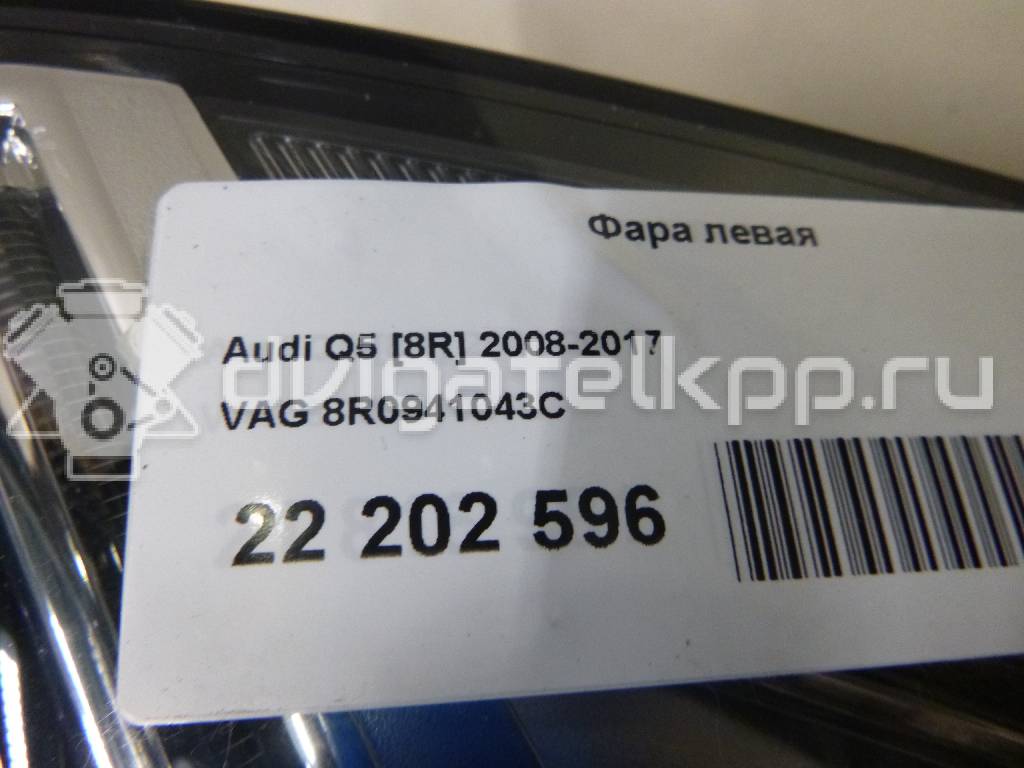 Фара левая
Audi Q5 [8R] 2008-2017
dvigatelkpp.ru
VAG 8R0941043C
22 202 596